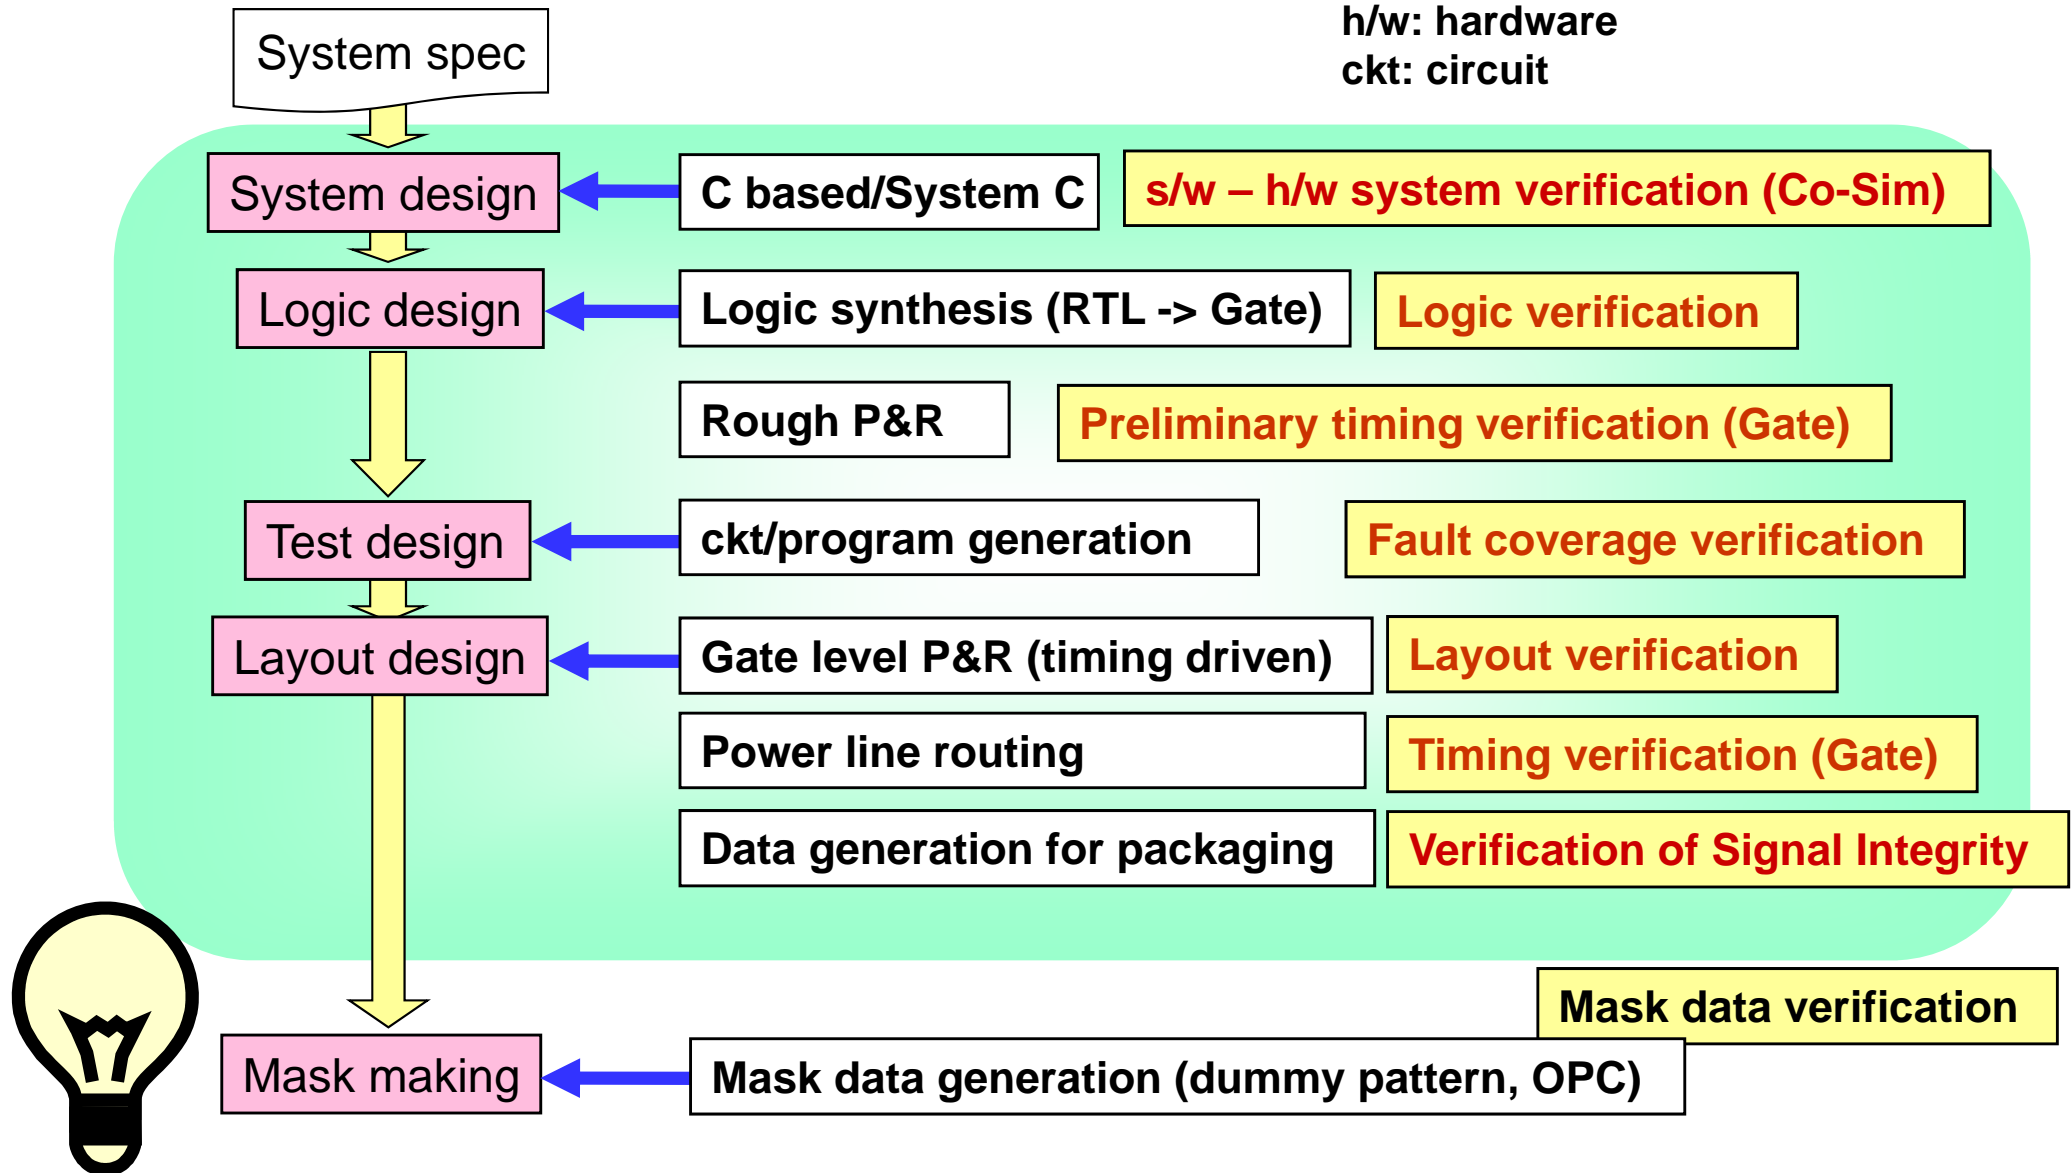 h/w: hardware
ckt: circuit
System spec
System design
C based/System C
s/w – h/w system verification (Co-Sim)
Logic design
Logic synthesis (RTL -> Gate)
Logic verification
Rough P&R
Preliminary timing verification (Gate)
Test design
ckt/program generation
Fault coverage verification
Layout design
Gate level P&R (timing driven)
Layout verification
Power line routing
Timing verification (Gate)
Data generation for packaging
Verification of Signal Integrity
Mask data verification
Mask making
Mask data generation (dummy pattern, OPC)